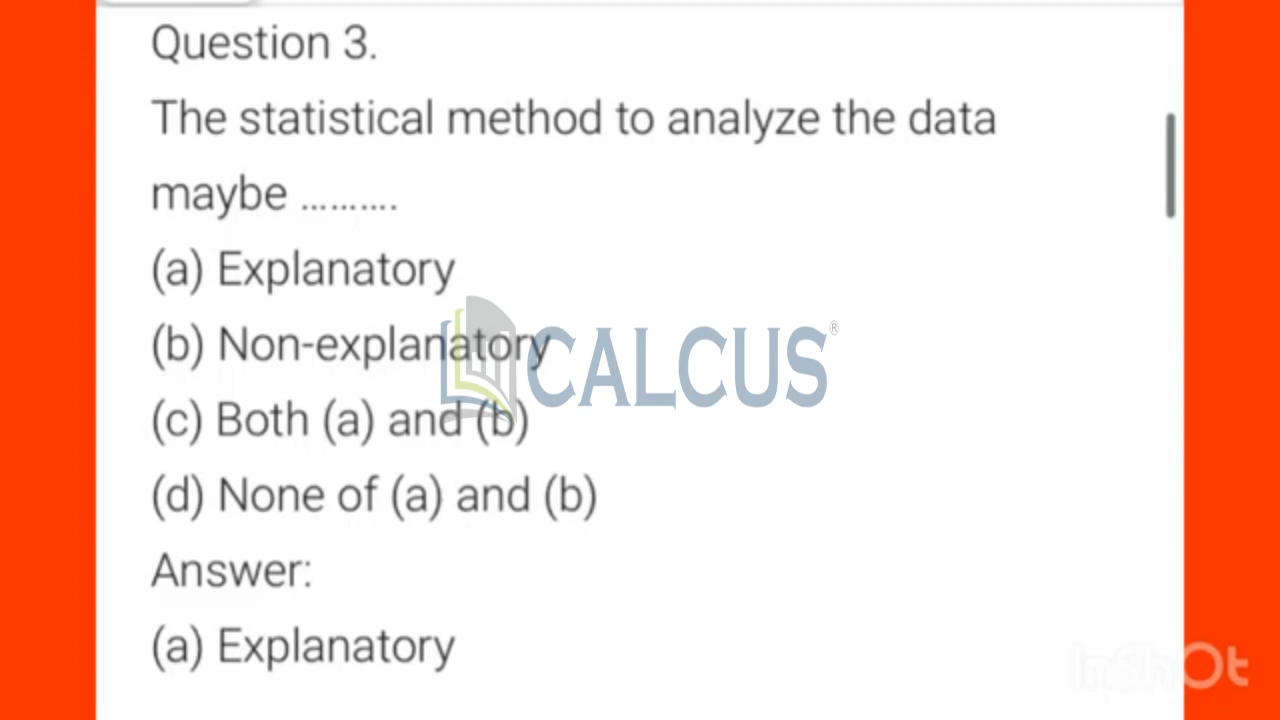 Question 3.
The statistical method to analyze the data
maybe ..........
(a) Explanatory
(b) Non-explanatory
CALCUS®
(c) Both (a) and (b)
(d) None of (a) and (b)
Answer:
(a) Explanatory
InShOt